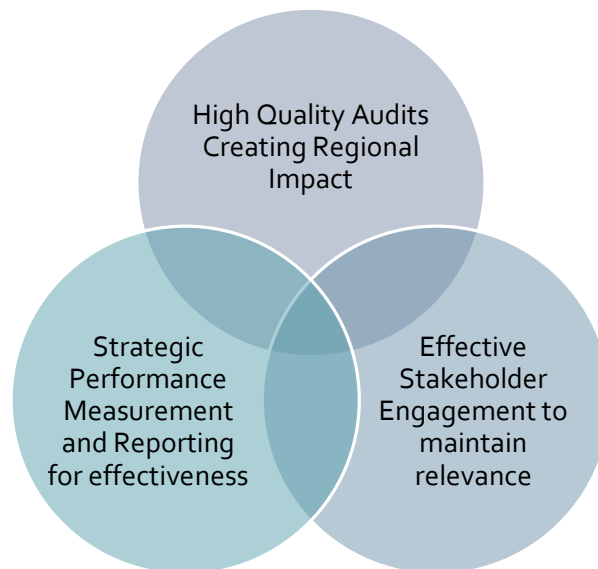 High Quality Audits
Creating Regional
Impact
Strategic
Performance
Measurement
and Reporting
for effectiveness
Effective
Stakeholder
Engagement to
maintain
relevance